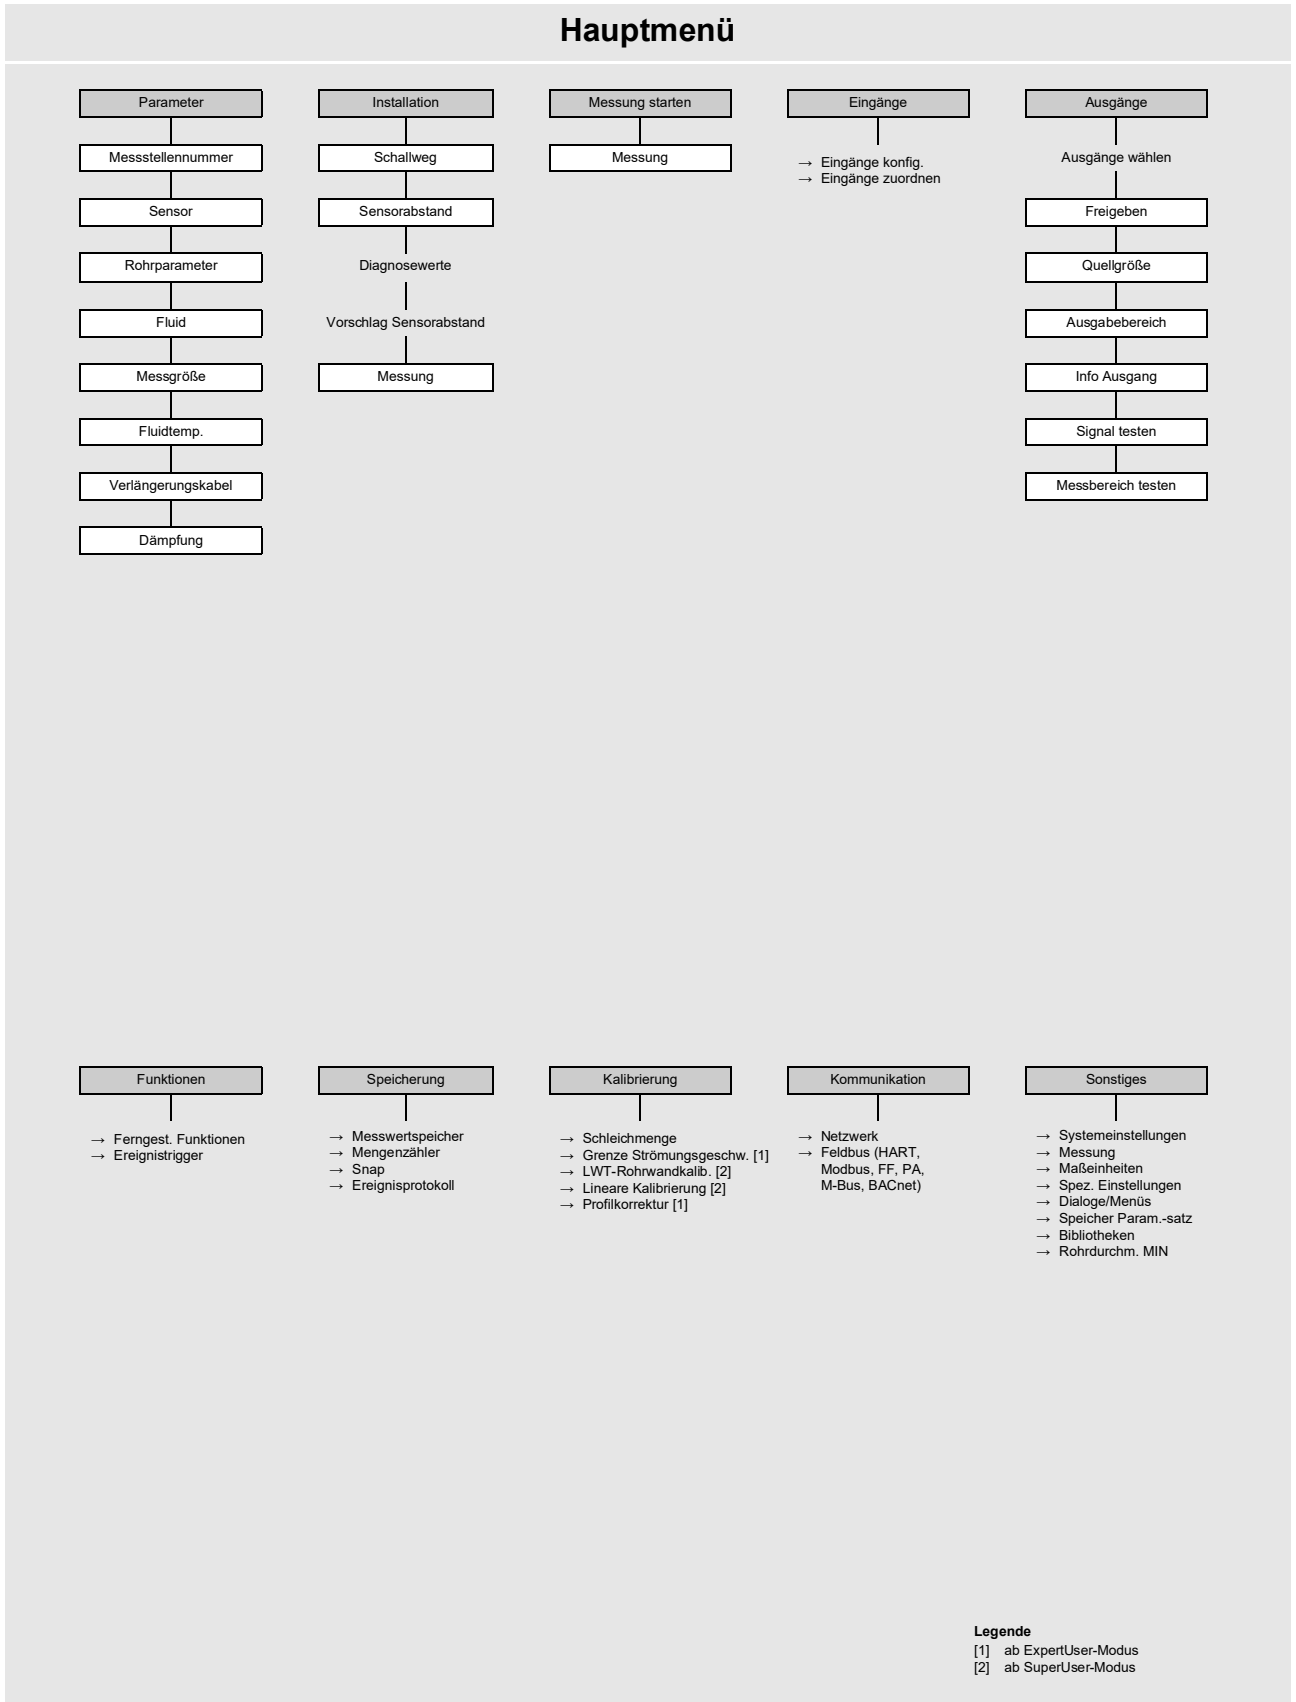 Hauptmenü
Parameter
Messstellennummer
Sensor
Rohrparameter
Fluid
Messgröße
Fluidtemp.
Verlängerungskabel
Dämpfung
Installation
Schallweg
Sensorabstand
Diagnosewerte
Vorschlag Sensorabstand
Messung
Messung starten
Messung
Eingänge
→ Eingänge konfig.
→ Eingänge zuordnen
Ausgänge
Ausgänge wählen
Freigeben
Quellgröße
Ausgabebereich
Info Ausgang
Signal testen
Messbereich testen
Funktionen
→ Ferngest. Funktionen
→ Ereignistrigger
Speicherung
→ Messwertspeicher
→ Mengenzähler
→ Snap
→ Ereignisprotokoll
Kalibrierung
→ Schleichmenge
→ Grenze Strömungsgeschw. [1]
→ LWT-Rohrwandkalib. [2]
→ Lineare Kalibrierung [2]
→ Profilkorrektur [1]
Kommunikation
→ Netzwerk
→ Feldbus (HART,
Modbus, FF, PA,
M-Bus, BACnet)
Sonstiges
→ Systemeinstellungen
→ Messung
→ Maßeinheiten
→ Spez. Einstellungen
→ Dialoge/Menüs
→ Speicher Param.-satz
→ Bibliotheken
→ Rohrdurchm. MIN
Legende
[1] ab ExpertUser-Modus
[2] ab SuperUser-Modus